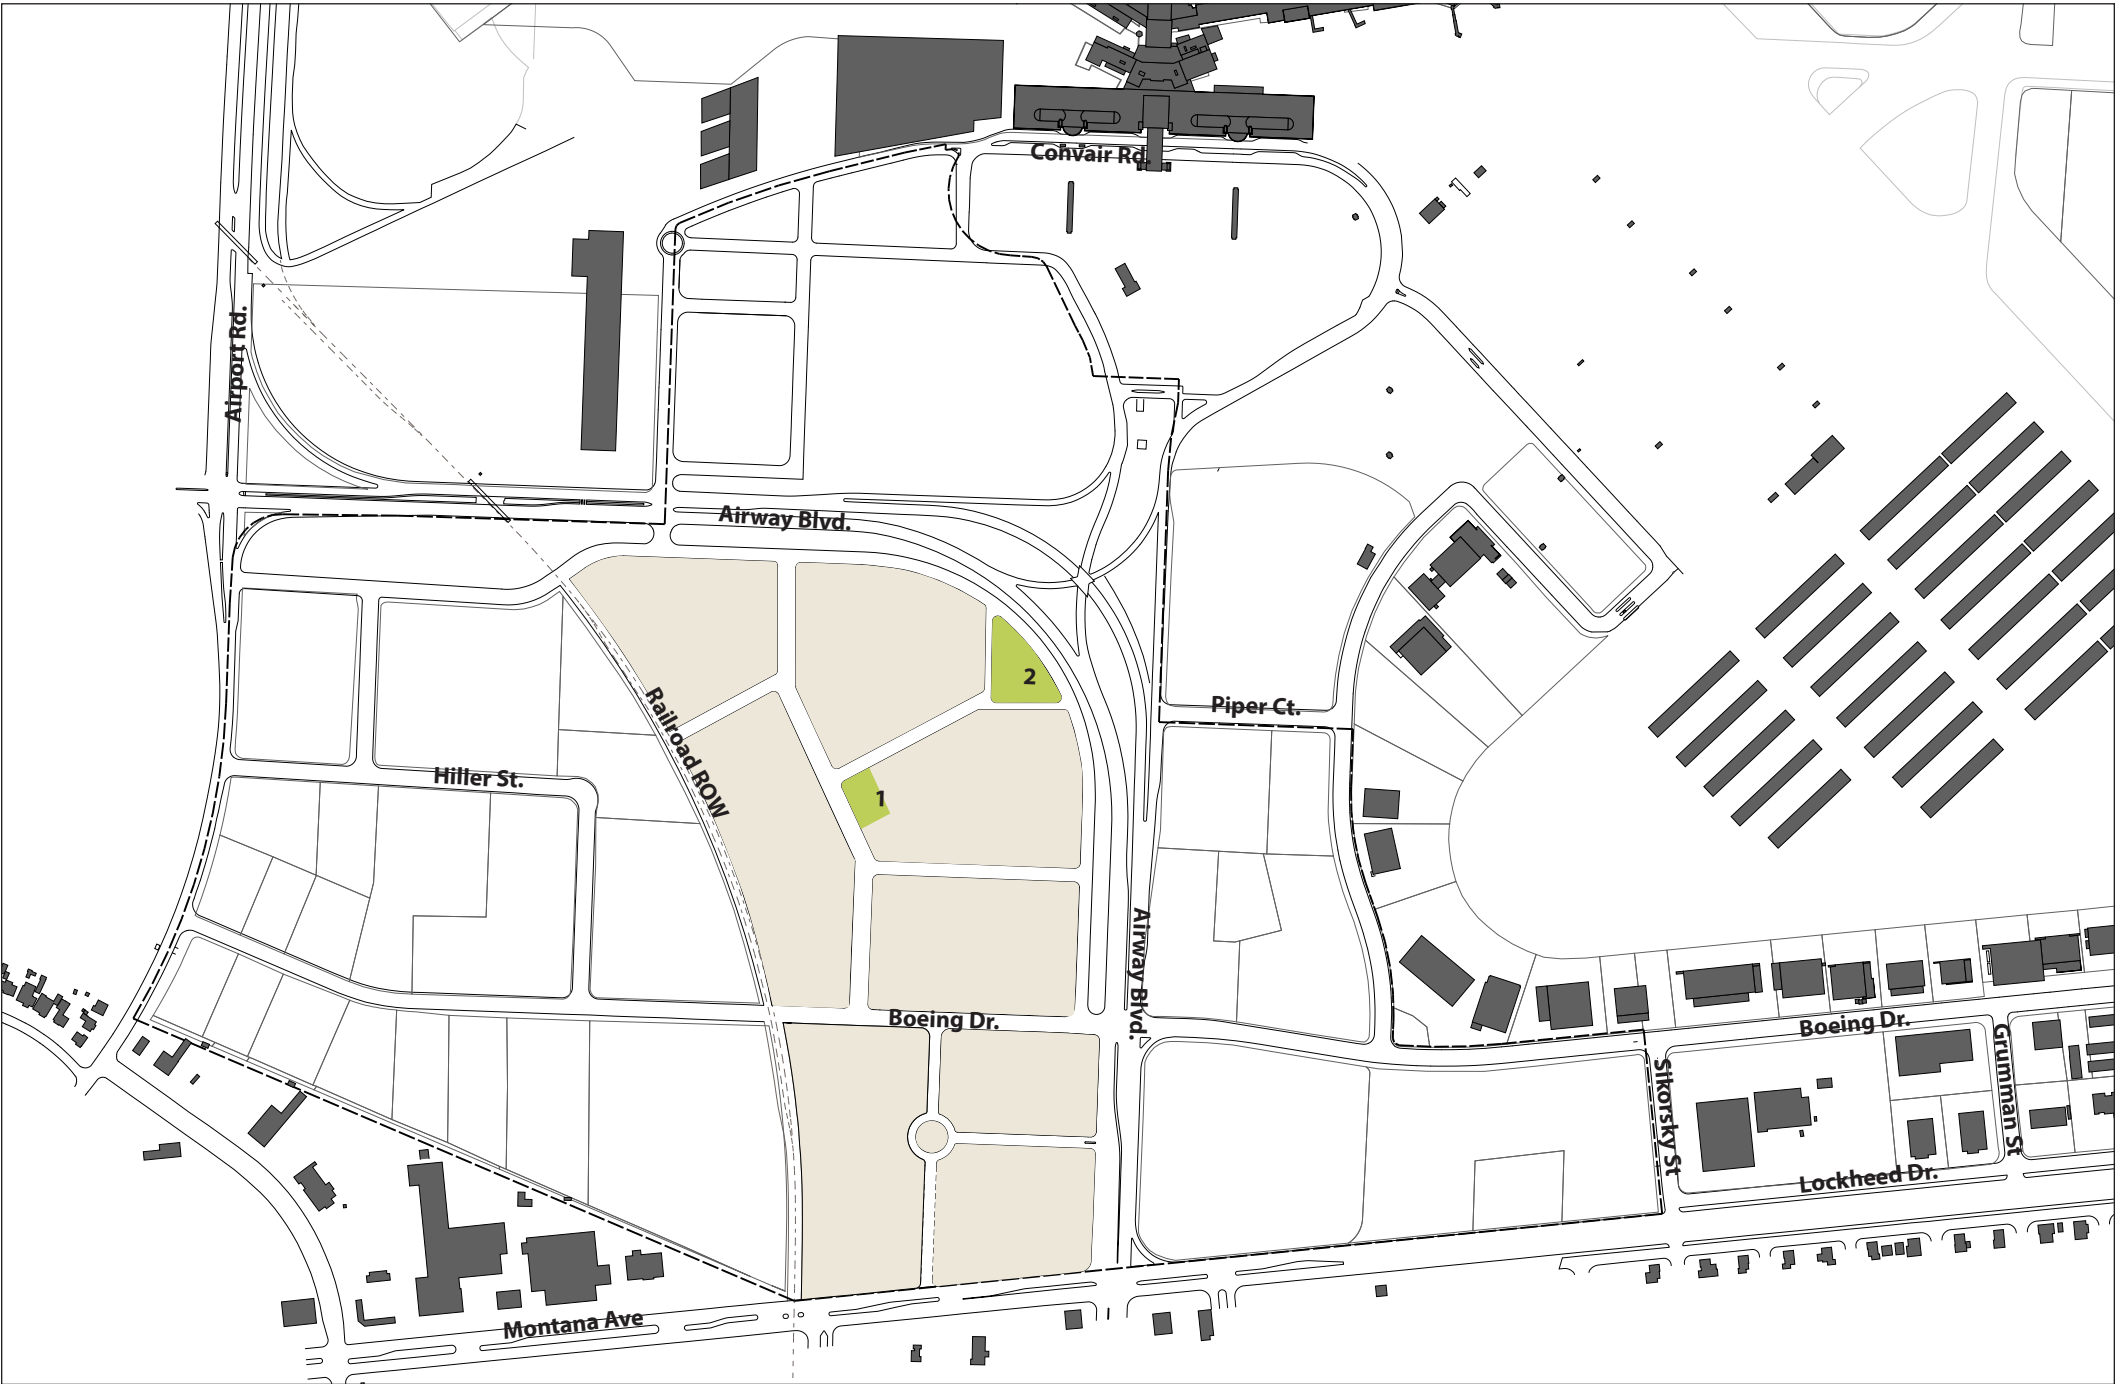 Convair Rd.
Airport Rd.
Airway Blvd.
2
Railroad ROW
Piper Ct.
Hiller St.
1
Airway Blvd.
Boeing Dr.
Boeing Dr.
Grumman St
Sikorsky St
Lockheed Dr.
Montana Ave